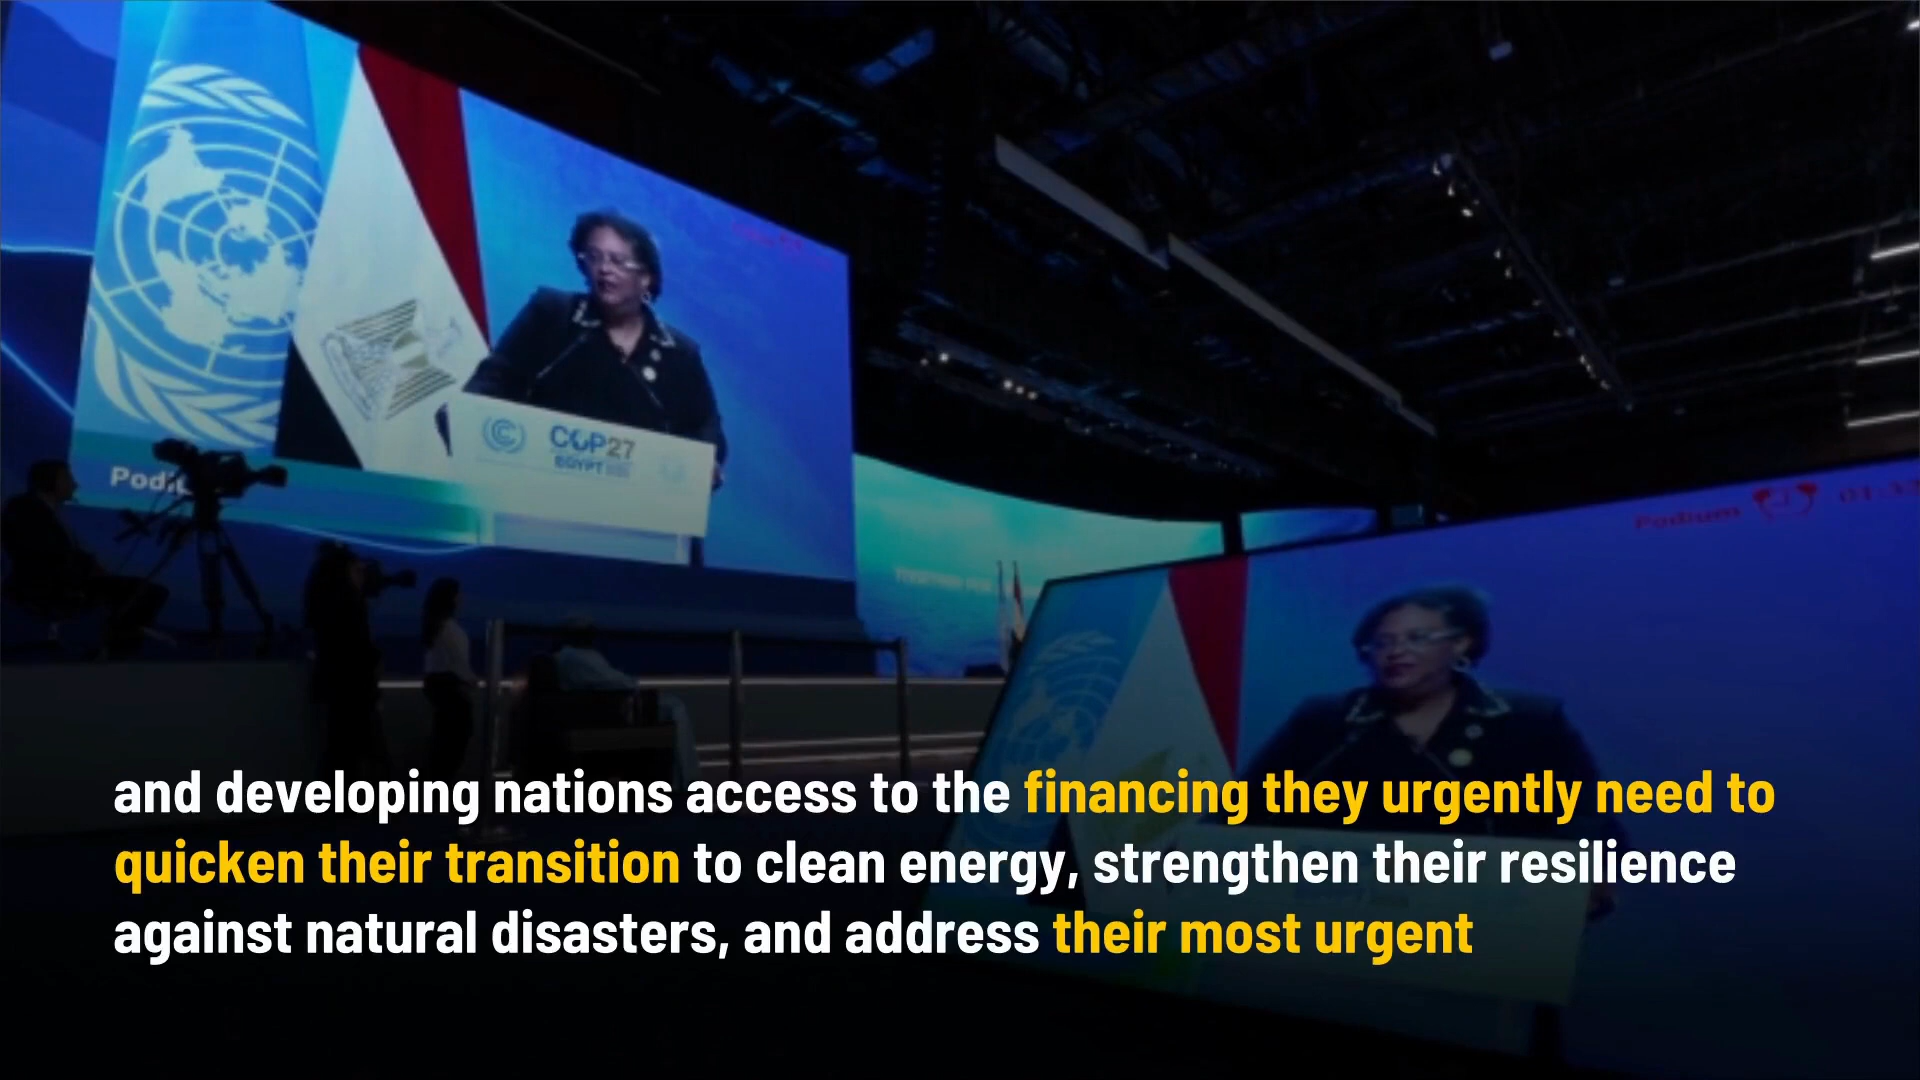 COP27
EGYPT
Podium
and developing nations access to the financing they urgently need to
quicken their transition to clean energy, strengthen their resilience
against natural disasters, and address their most urgent